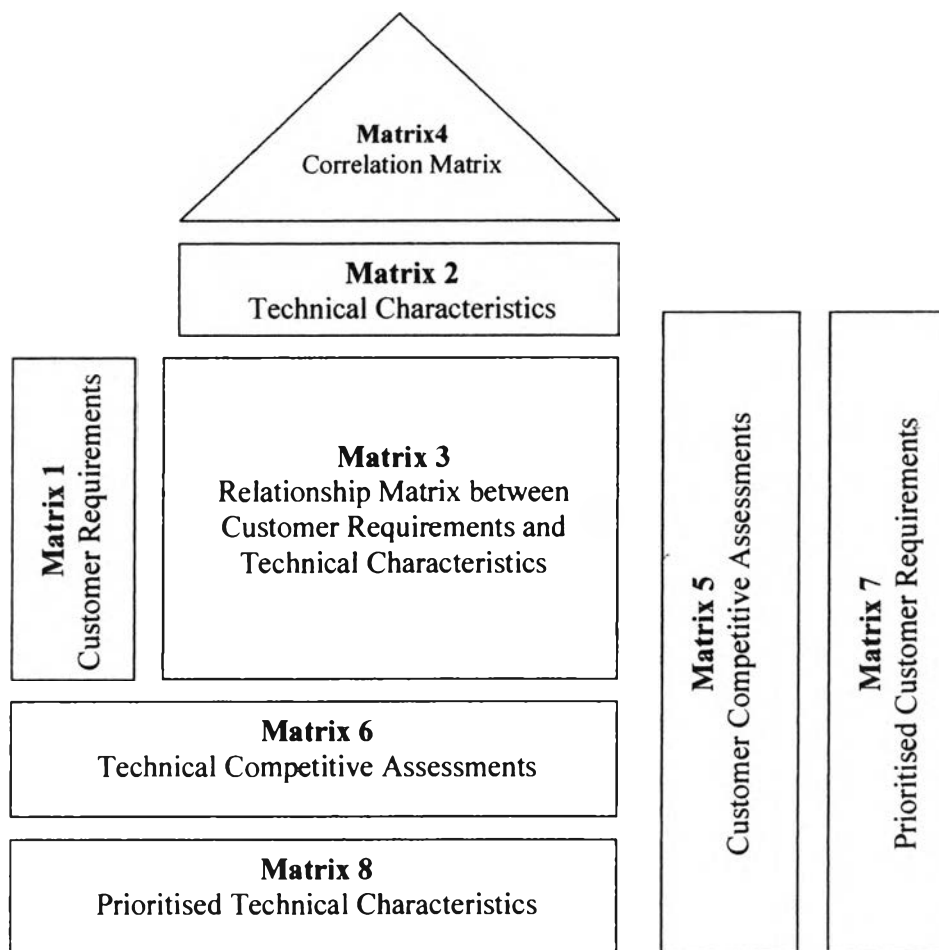 Matrix4
Correlation Matrix
Matrix 2
Technical Characteristics
Matrix 1
Customer Requirements
Matrix 3
Relationship Matrix between
Customer Requirements and
Technical Characteristics
Matrix 5
Customer Competitive Assessments
Matrix 7
Prioritised Customer Requirements
Matrix 6
Technical Competitive Assessments
Matrix 8
Prioritised Technical Characteristics